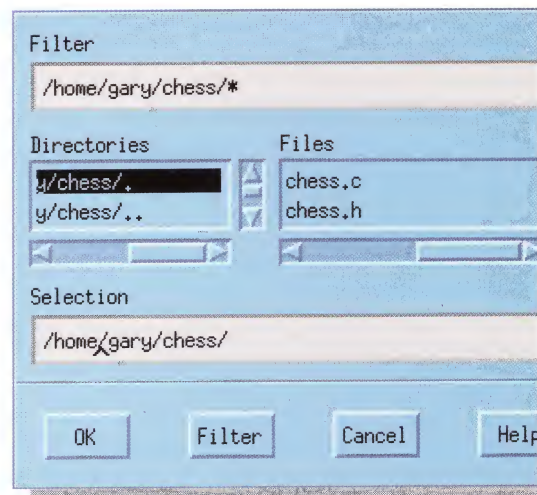 Filter
/home/gary/chess/*
Directories
Files
y/chess/.
y/chess/..
chess.c
chess.h
Selection
/home/gary/chess/
OK
Filter
Cancel
Help